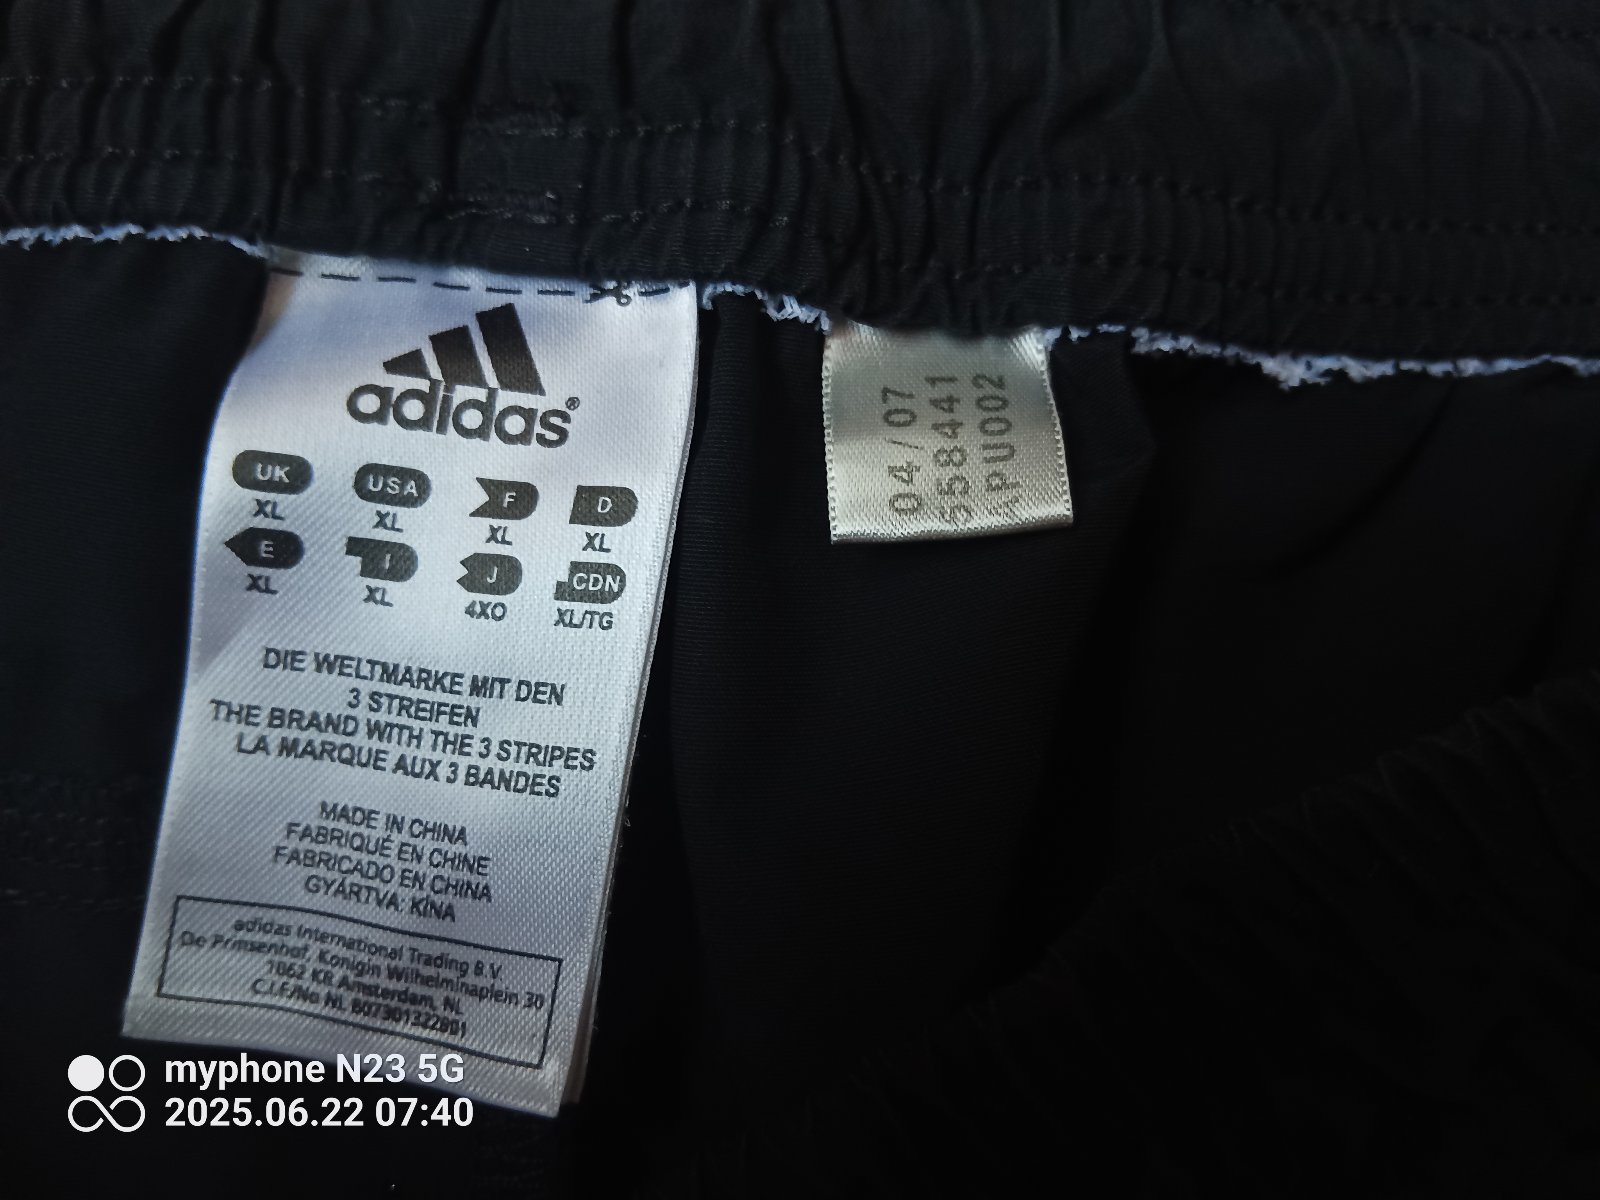 adidas®
UK USA F D
XL XL XL XL
E I J CDN
XL XL 4XO XL/TG
DIE WELTMARKE MIT DEN
3 STREIFEN
THE BRAND WITH THE 3 STRIPES
LA MARQUE AUX 3 BANDES
MADE IN CHINA
FABRIQUÉ EN CHINE
FABRICADO EN CHINA
GYÁRTVA: KÍNA
adidas International Trading B.V.
De Prinsenhof, Konigin Wilhelminaplein 30
1062 KR Amsterdam, NL
C.I.F./No NL
04/07
558441
APU002
myphone N23 5G
2025.06.22 07:40